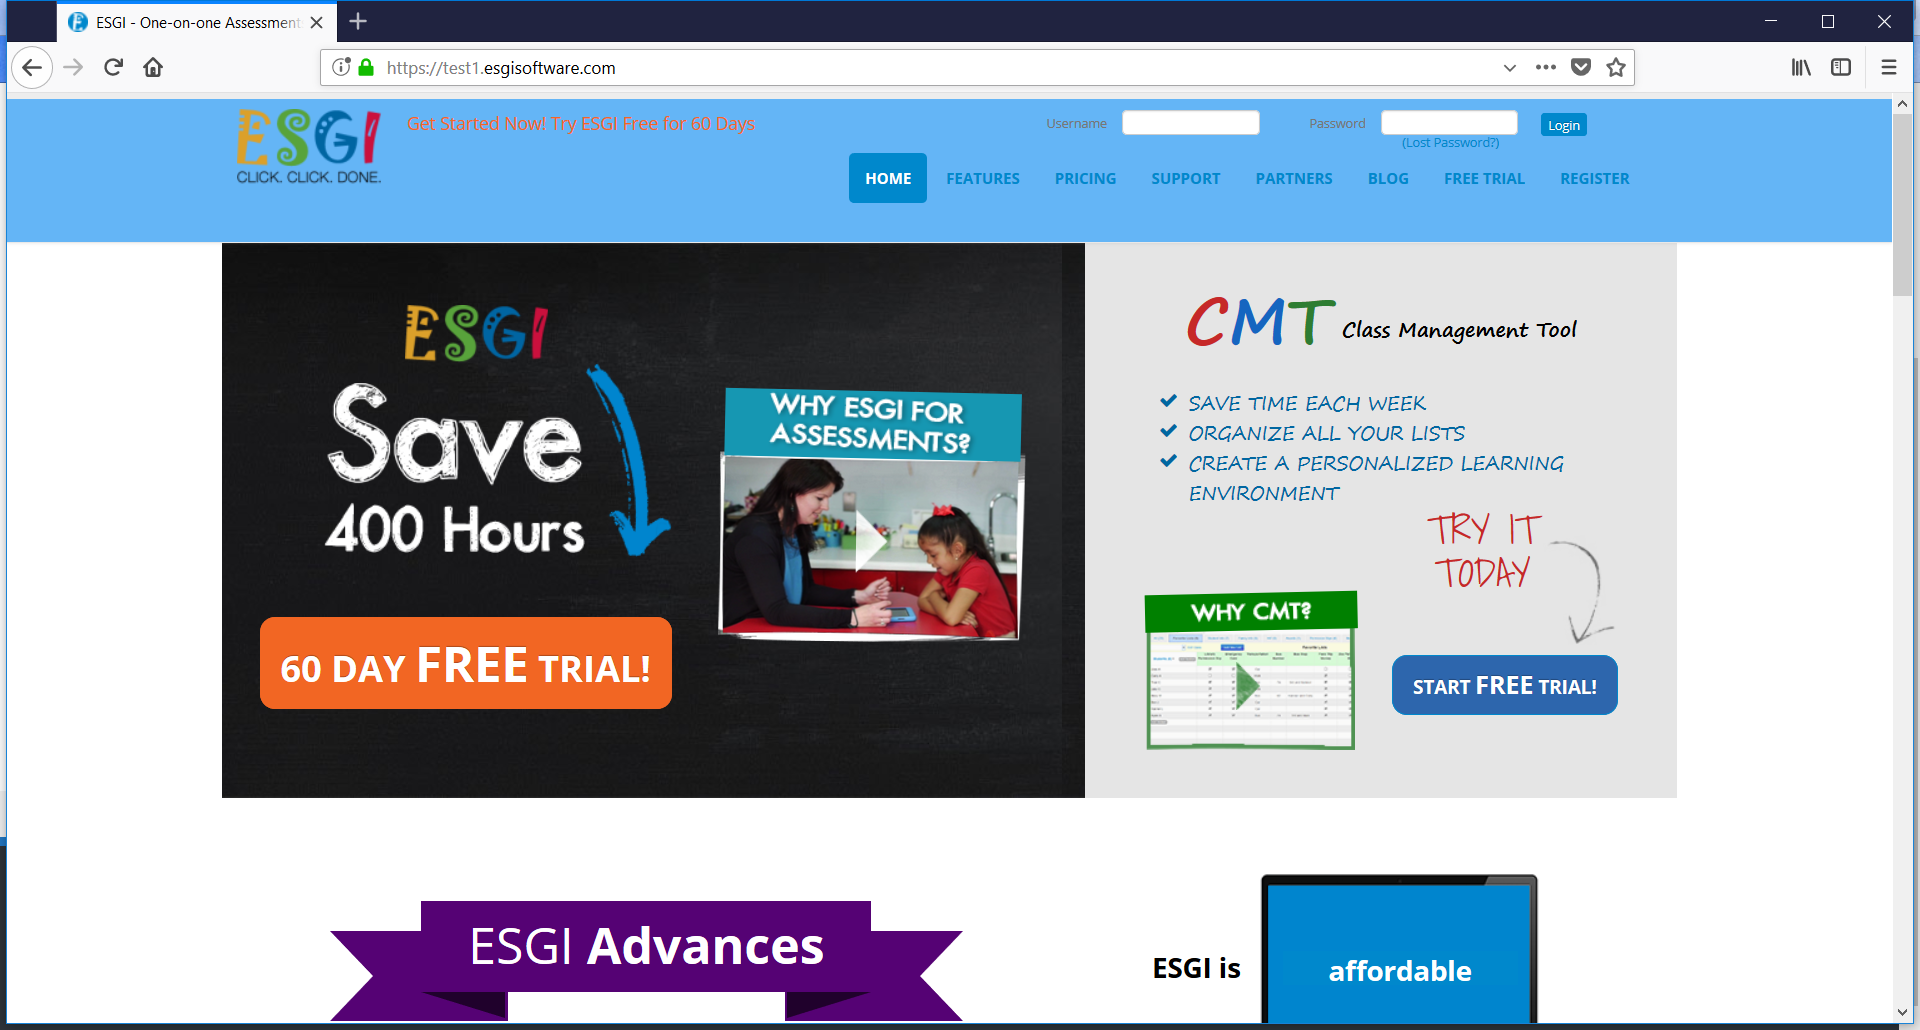 ESGI - One-on-one Assessment
https://test1.esgisoftware.com
ESGI
CLICK. CLICK. DONE.
Get Started Now! Try ESGI Free for 60 Days
Username
Password
Login
(Lost Password?)
HOME
FEATURES
PRICING
SUPPORT
PARTNERS
BLOG
FREE TRIAL
REGISTER
ESGI
Save
400 Hours
60 DAY FREE TRIAL!
WHY ESGI FOR
ASSESSMENTS?
CMT Class Management Tool
SAVE TIME EACH WEEK
ORGANIZE ALL YOUR LISTS
CREATE A PERSONALIZED LEARNING
ENVIRONMENT
TRY IT
TODAY
WHY CMT?
START FREE TRIAL!
ESGI Advances
ESGI is
affordable